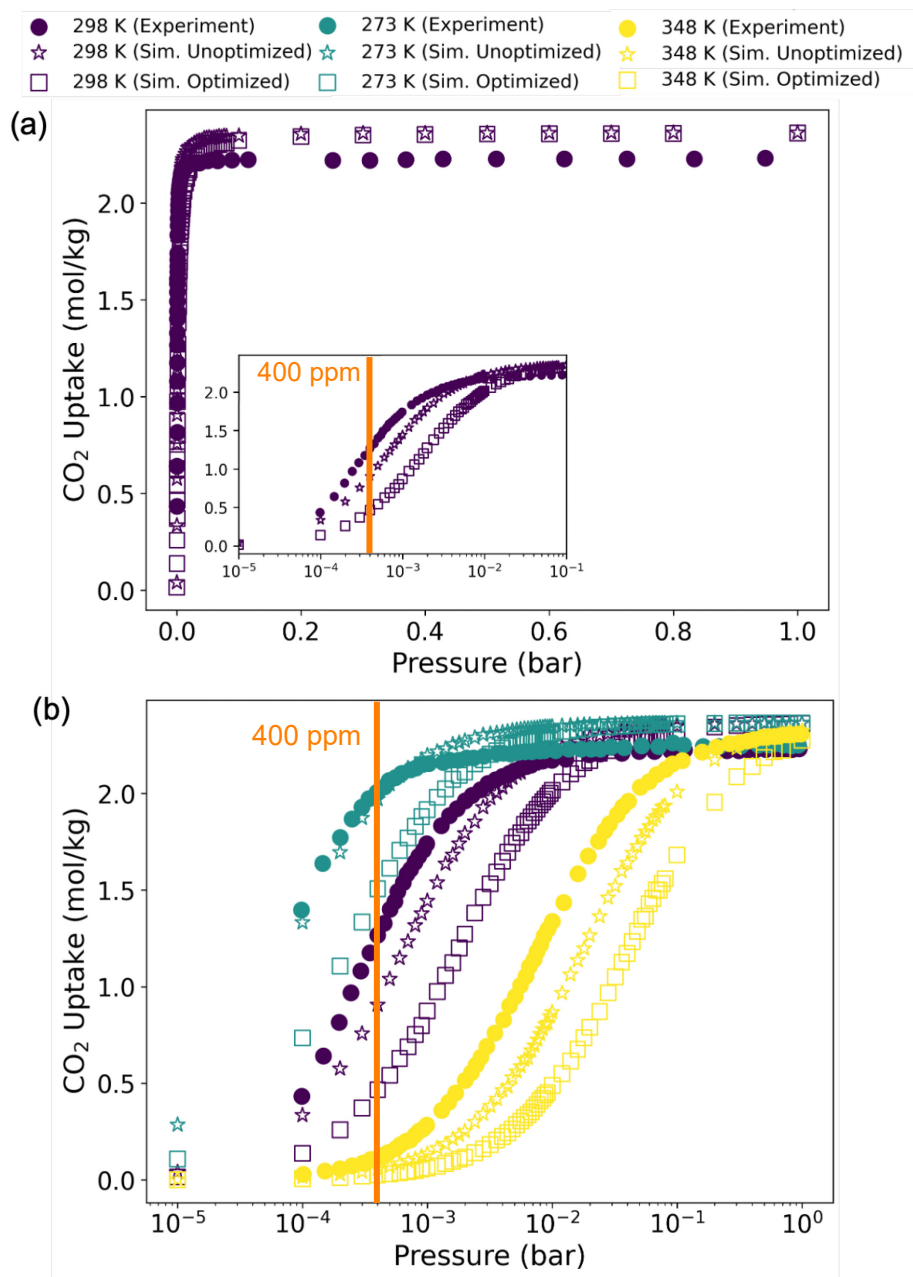 298 K (Experiment) 273 K (Experiment) 348 K (Experiment)
298 K (Sim. Unoptimized) 273 K (Sim. Unoptimized) 348 K (Sim. Unoptimized)
298 K (Sim. Optimized) 273 K (Sim. Optimized) 348 K (Sim. Optimized)
(a)
CO₂ Uptake (mol/kg)
2.0
1.5
1.0
0.5
0.0
400 ppm
2.0
1.5
1.0
0.5
0.0
10⁻⁵ 10⁻⁴ 10⁻³ 10⁻² 10⁻¹
0.0 0.2 0.4 0.6 0.8 1.0
Pressure (bar)
(b)
400 ppm
CO₂ Uptake (mol/kg)
2.0
1.5
1.0
0.5
0.0
10⁻⁵ 10⁻⁴ 10⁻³ 10⁻² 10⁻¹ 10⁰
Pressure (bar)